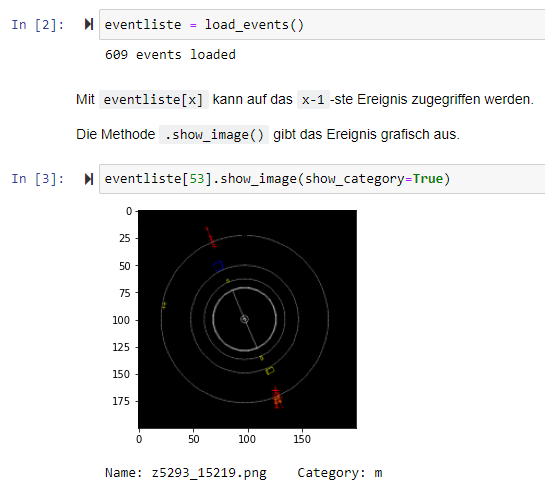 In [2]: eventliste = load_events()
609 events loaded
Mit eventliste[x] kann auf das x-1 -ste Ereignis zugegriffen werden.
Die Methode .show_image() gibt das Ereignis grafisch aus.
In [3]: eventliste[53].show_image(show_category=True)
0
25
50
75
100
125
150
175
0 50 100 150
Name: z5293_15219.png Category: m